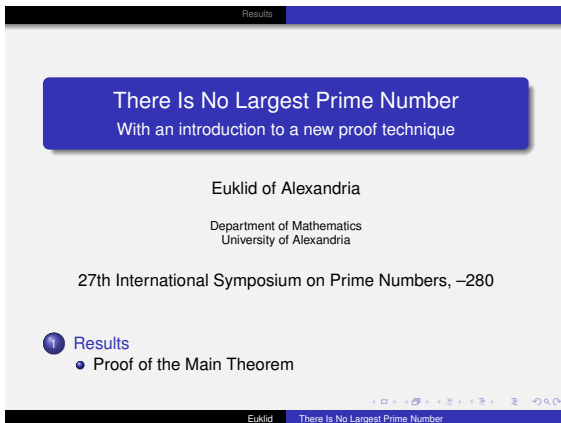 Results
There Is No Largest Prime Number
With an introduction to a new proof technique
Euklid of Alexandria
Department of Mathematics
University of Alexandria
27th International Symposium on Prime Numbers, –280
1 Results
Proof of the Main Theorem
Euklid There Is No Largest Prime Number